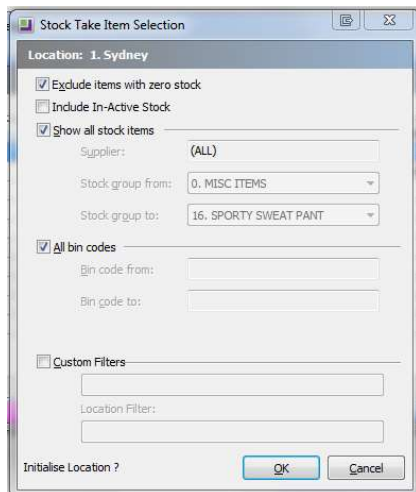 Stock Take Item Selection
Location: 1. Sydney
Exclude items with zero stock
Include In-Active Stock
Show all stock items
Supplier: (ALL)
Stock group from: 0. MISC ITEMS
Stock group to: 16. SPORTY SWEAT PANT
All bin codes
Bin code from:
Bin code to:
Custom Filters
Location Filter:
Initialise Location ? OK Cancel